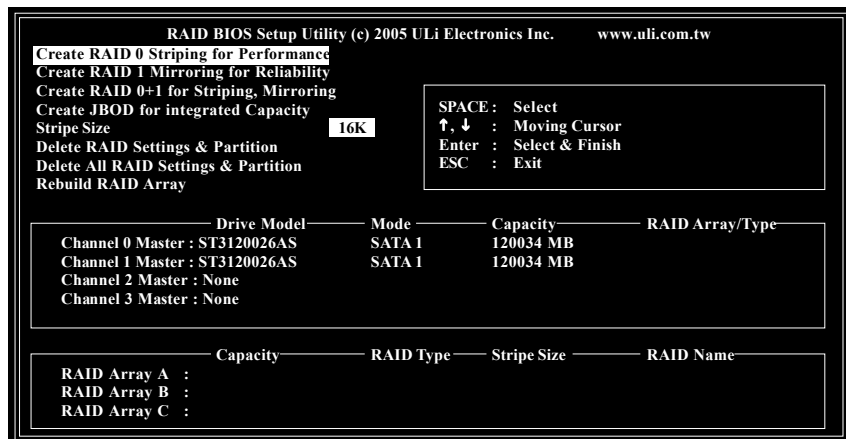 RAID BIOS Setup Utility (c) 2005 ULi Electronics Inc. www.uli.com.tw
Create RAID 0 Striping for Performance
Create RAID 1 Mirroring for Reliability
Create RAID 0+1 for Striping, Mirroring
Create JBOD for integrated Capacity
Stripe Size 16K
Delete RAID Settings & Partition
Delete All RAID Settings & Partition
Rebuild RAID Array
SPACE : Select
↑, ↓ : Moving Cursor
Enter : Select & Finish
ESC : Exit
Drive Model Mode Capacity RAID Array/Type
Channel 0 Master : ST3120026AS SATA 1 120034 MB
Channel 1 Master : ST3120026AS SATA 1 120034 MB
Channel 2 Master : None
Channel 3 Master : None
Capacity RAID Type Stripe Size RAID Name
RAID Array A :
RAID Array B :
RAID Array C :